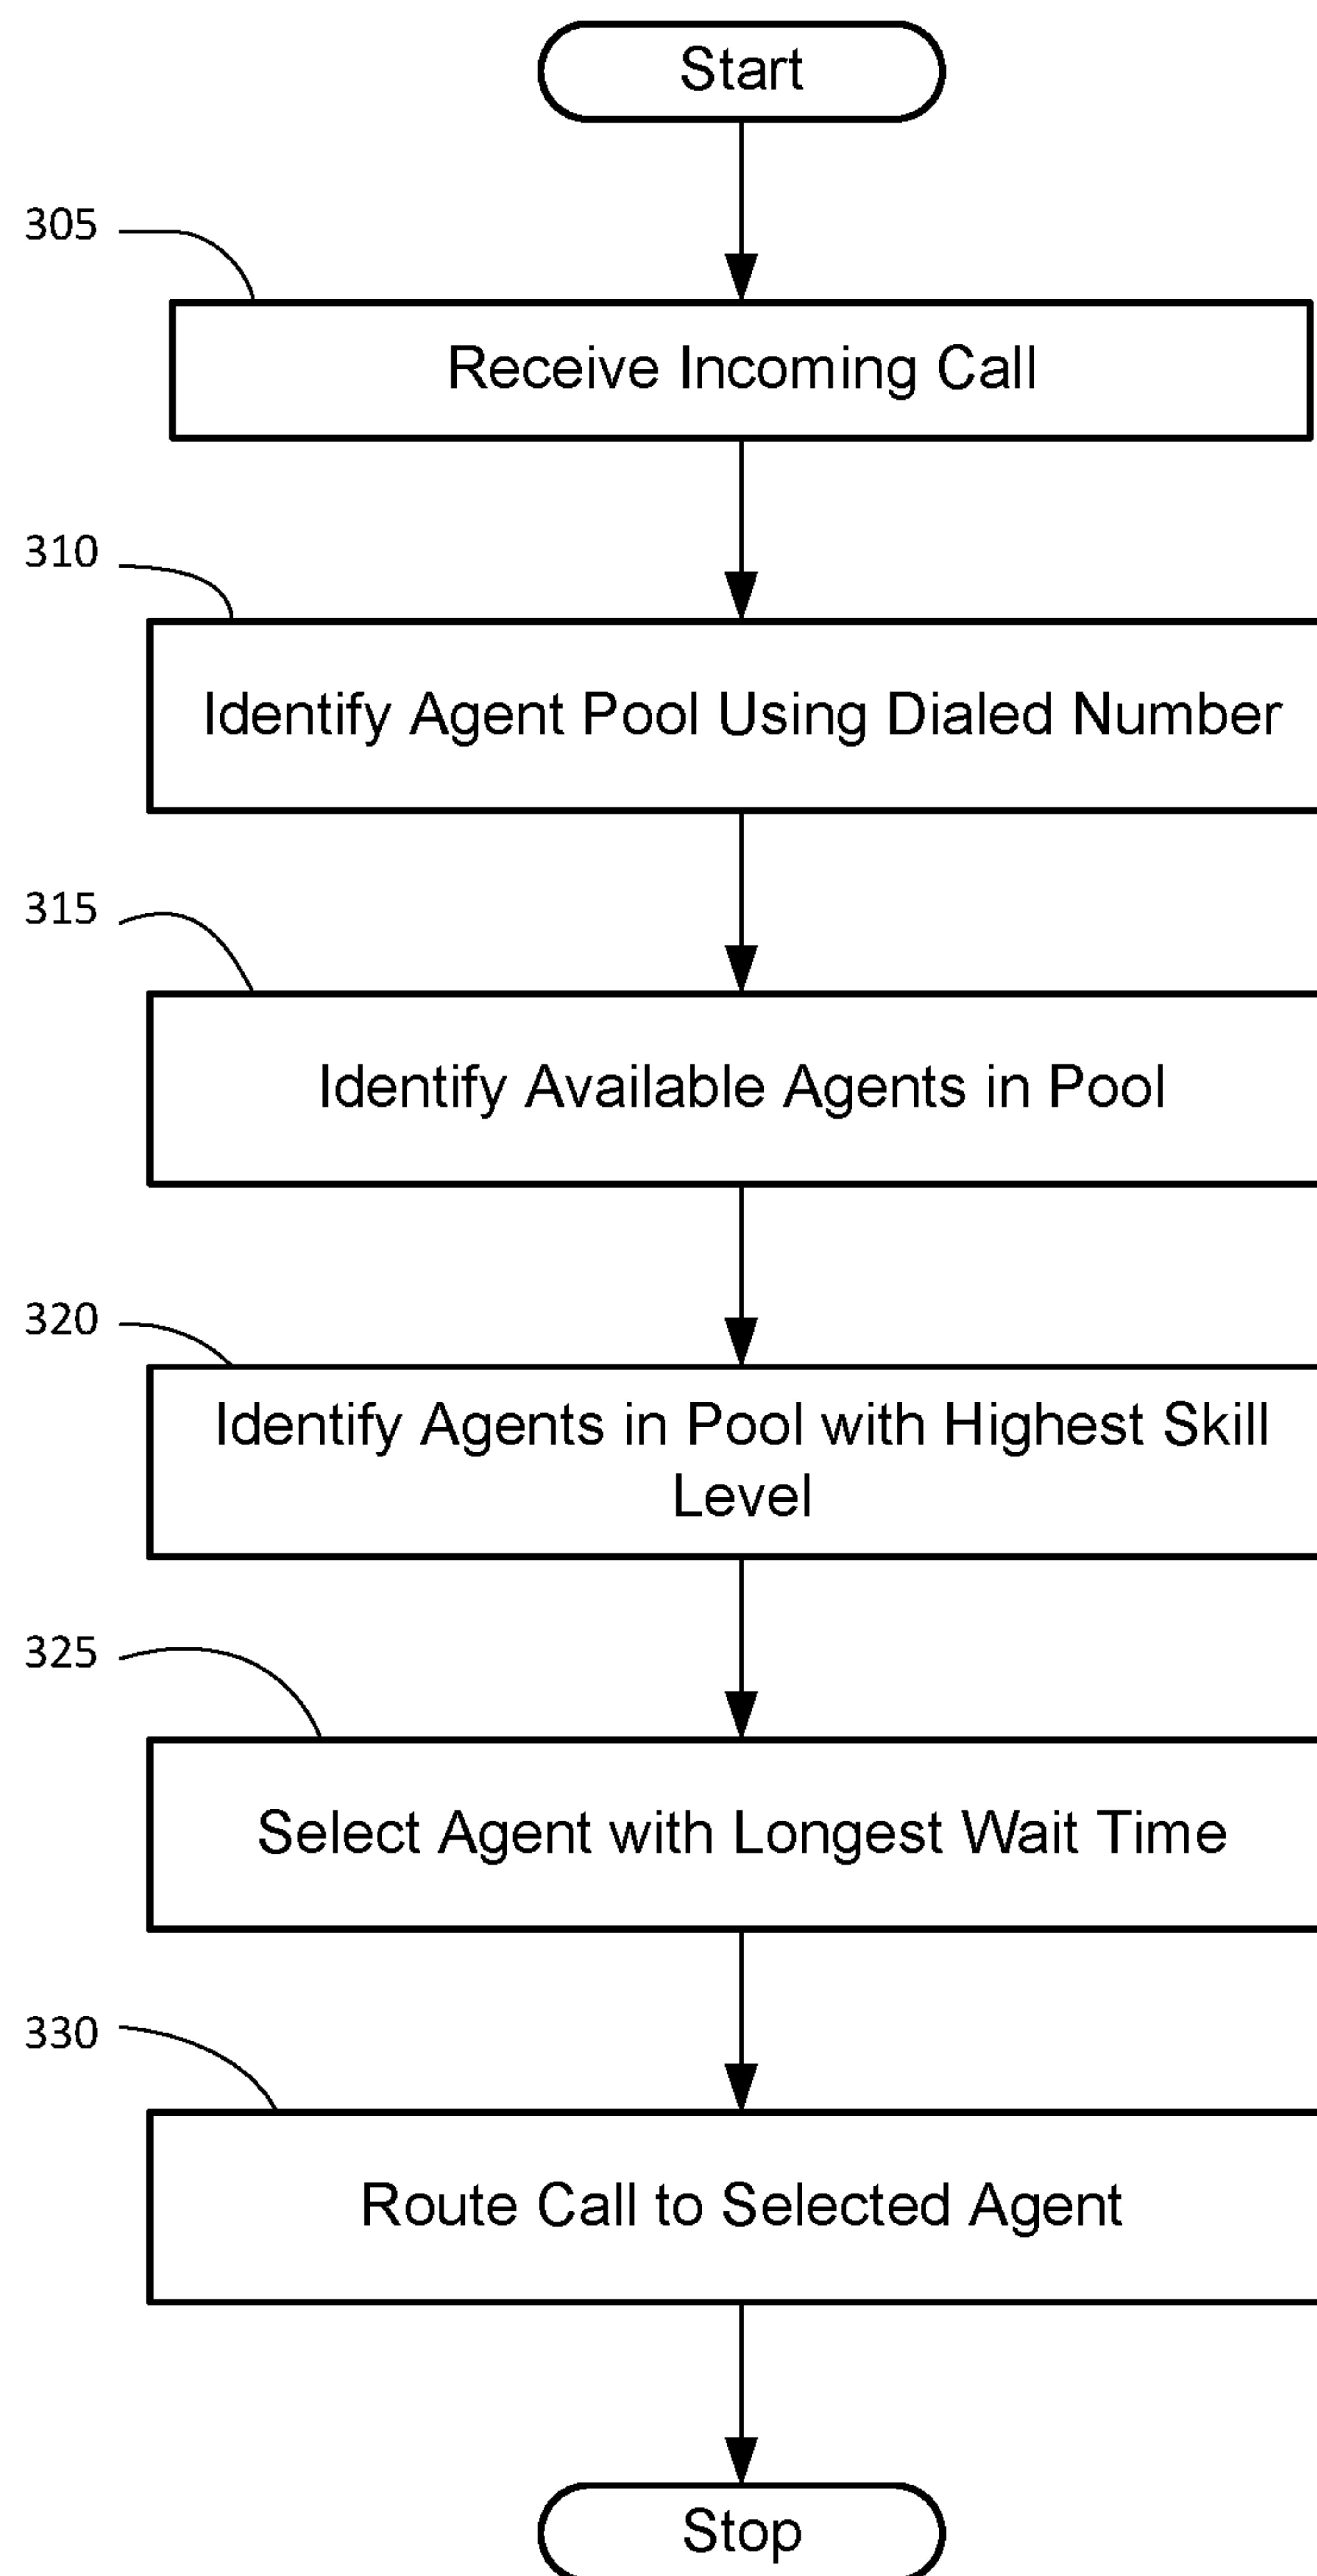 Start
305
Receive Incoming Call
310
Identify Agent Pool Using Dialed Number
315
Identify Available Agents in Pool
320
Identify Agents in Pool with Highest Skill
Level
325
Select Agent with Longest Wait Time
330
Route Call to Selected Agent
Stop